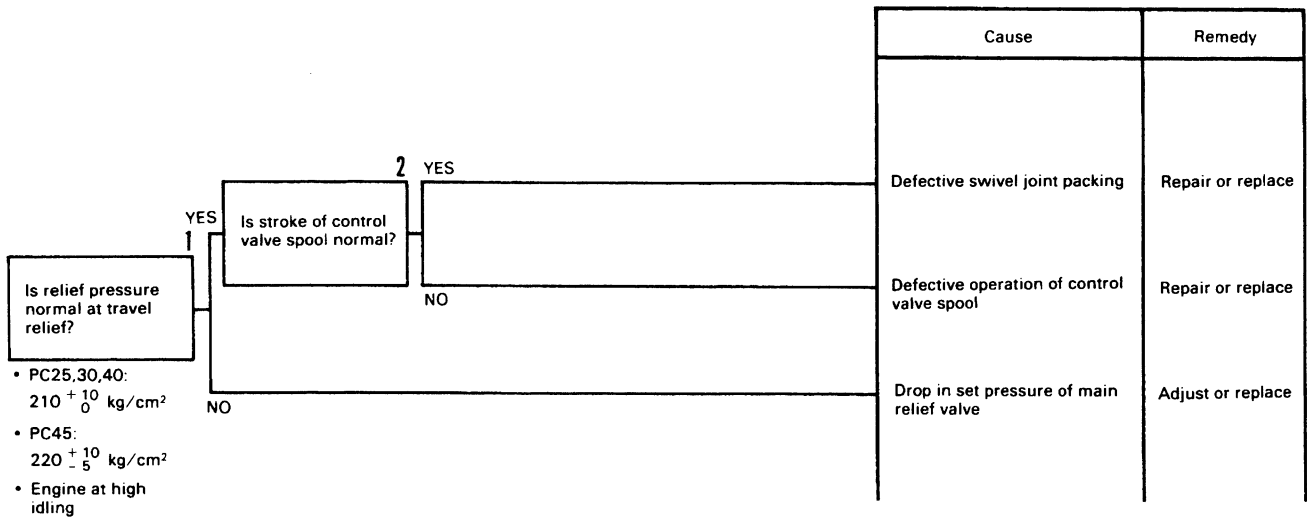 Cause
Remedy
2 YES
Is stroke of control
valve spool normal?
Defective swivel joint packing
Repair or replace
YES
1
Is relief pressure
normal at travel
relief?
NO
Defective operation of control
valve spool
Repair or replace
NO
Drop in set pressure of main
relief valve
Adjust or replace
• PC25,30,40:
210 + 10 0 kg/cm²
• PC45:
220 + 10 - 5 kg/cm²
• Engine at high
idling